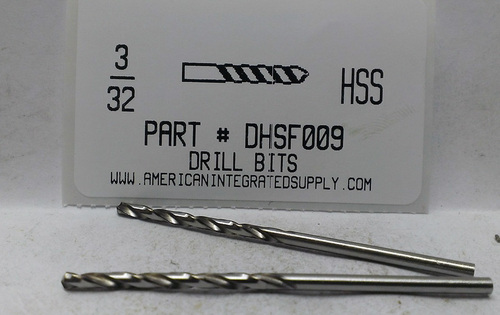 3
32
HSS
PART # DHSF009
DRILL BITS
WWW.AMERICANINTEGRATEDSUPPLY.COM